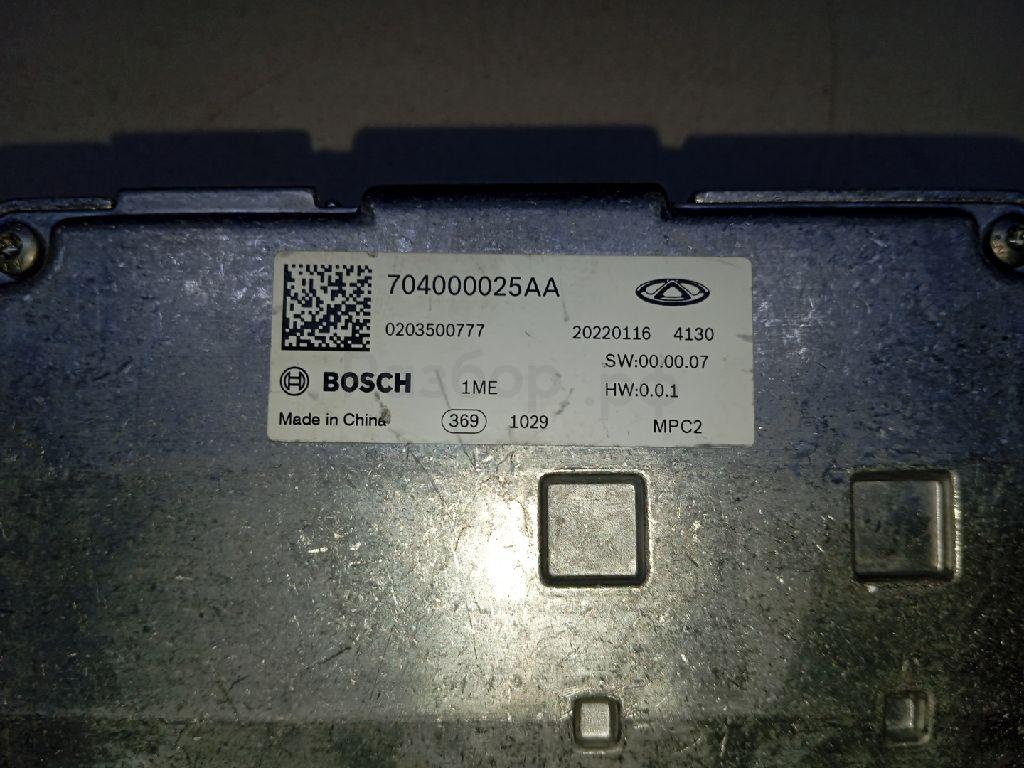 704000025AA
0203500777 20220116 4130
SW:00.00.07
BOSCH 1ME HW:0.0.1
Made in China 369 1029 MPC2